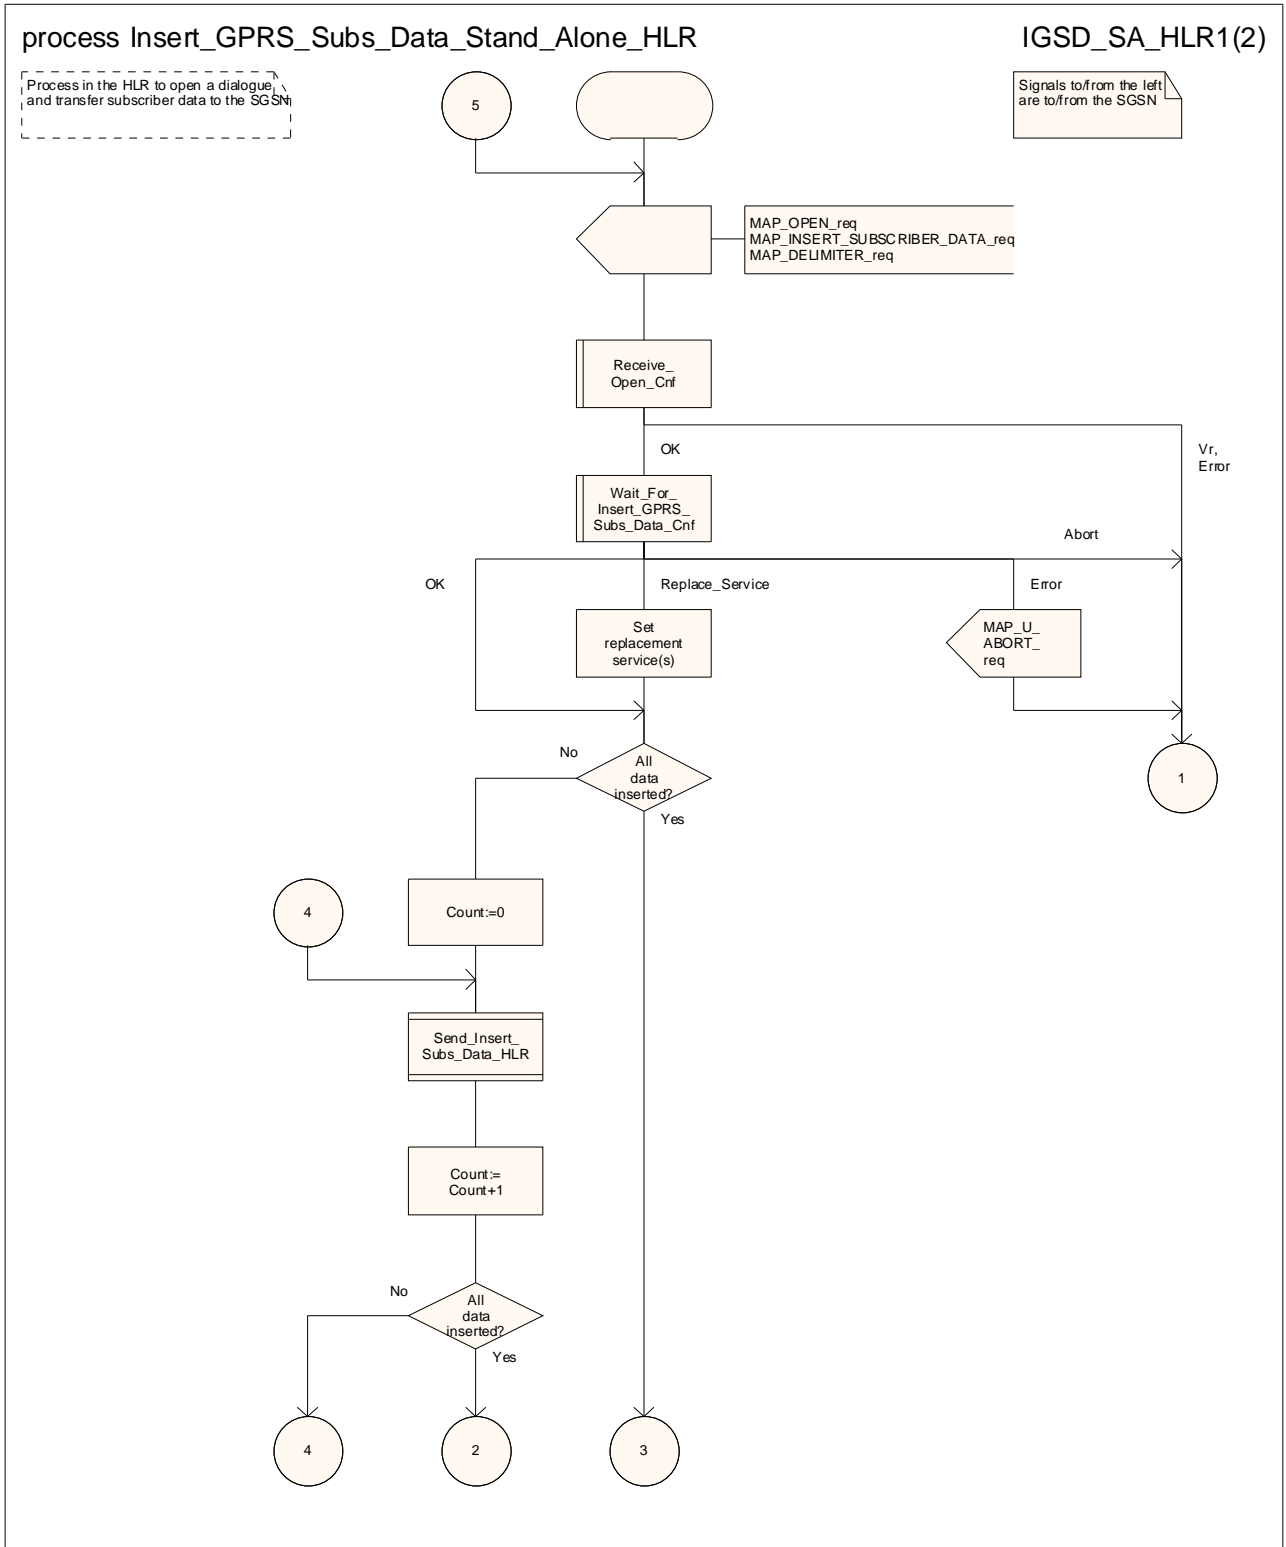 process Insert_GPRS_Subs_Data_Stand_Alone_HLR
IGSD_SA_HLR1(2)
Process in the HLR to open a dialogue
and transfer subscriber data to the SGSN
5
Signals to/from the left
are to/from the SGSN
MAP_OPEN_req
MAP_INSERT_SUBSCRIBER_DATA_req
MAP_DELIMITER_req
Receive_
Open_Cnf
OK
Vr,
Error
Wait_For_
Insert_GPRS_
Subs_Data_Cnf
Abort
OK
Replace_Service
Error
Set
replacement
service(s)
MAP_U_
ABORT_
req
No
All
data
inserted?
Yes
1
4
Count:=0
Send_Insert_
Subs_Data_HLR
Count:=
Count+1
No
All
data
inserted?
Yes
4
2
3